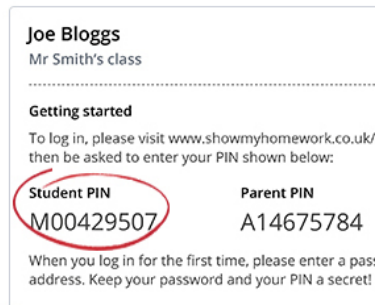 Joe Bloggs
Mr Smith's class
Getting started
To log in, please visit www.showmyhomework.co.uk/
then be asked to enter your PIN shown below:
Student PIN Parent PIN
M00429507 A14675784
When you log in for the first time, please enter a pass
address. Keep your password and your PIN a secret!